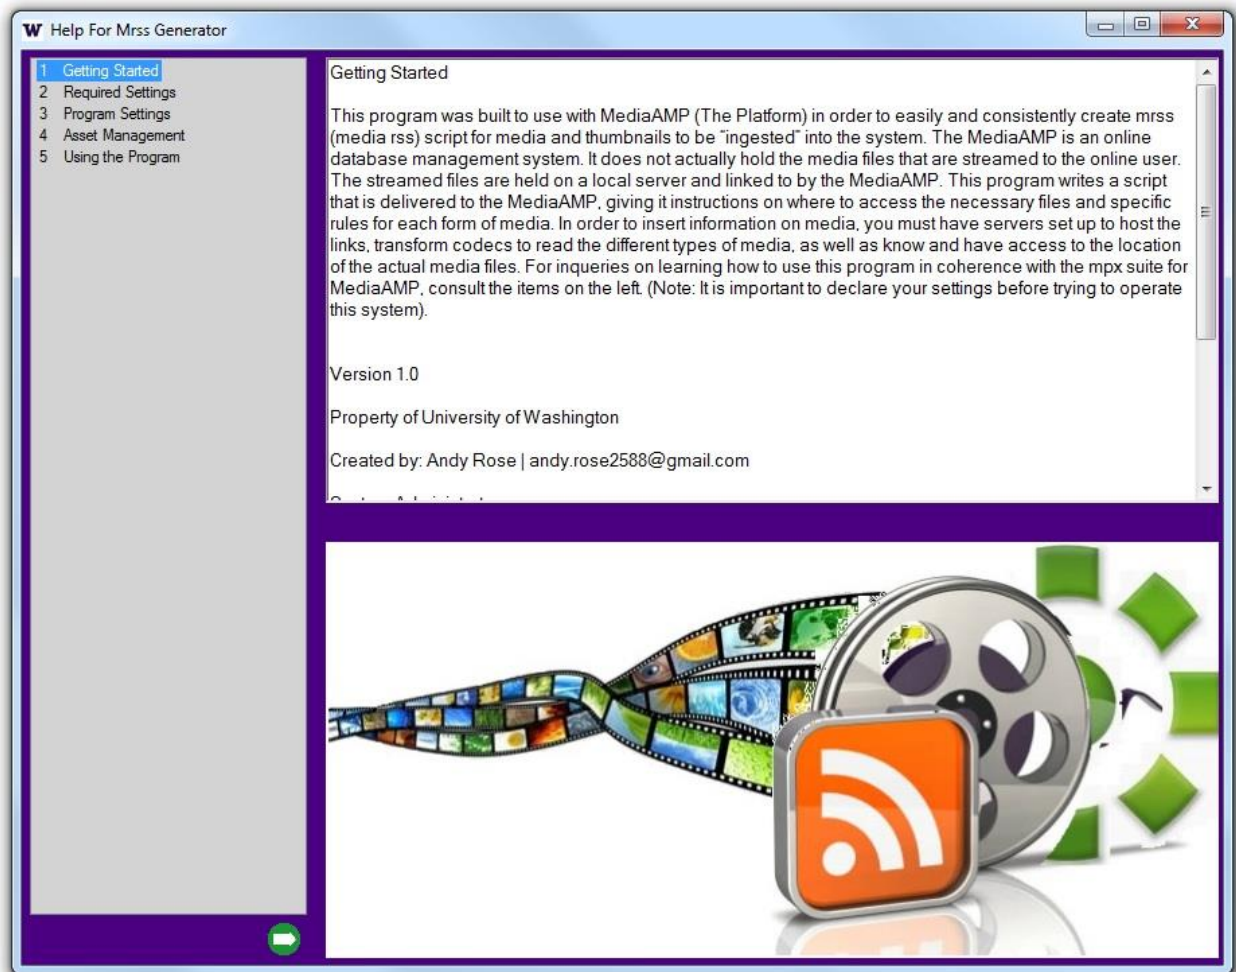 W Help For Mrss Generator
1 Getting Started
2 Required Settings
3 Program Settings
4 Asset Management
5 Using the Program
Getting Started
This program was built to use with MediaAMP (The Platform) in order to easily and consistently create mrss
(media rss) script for media and thumbnails to be "ingested" into the system. The MediaAMP is an online
database management system. It does not actually hold the media files that are streamed to the online user.
The streamed files are held on a local server and linked to by the MediaAMP. This program writes a script
that is delivered to the MediaAMP, giving it instructions on where to access the necessary files and specific
rules for each form of media. In order to insert information on media, you must have servers set up to host the
links, transform codecs to read the different types of media, as well as know and have access to the location
of the actual media files. For inqueries on learning how to use this program in coherence with the mpx suite for
MediaAMP, consult the items on the left. (Note: It is important to declare your settings before trying to operate
this system).
Version 1.0
Property of University of Washington
Created by: Andy Rose | andy.rose2588@gmail.com